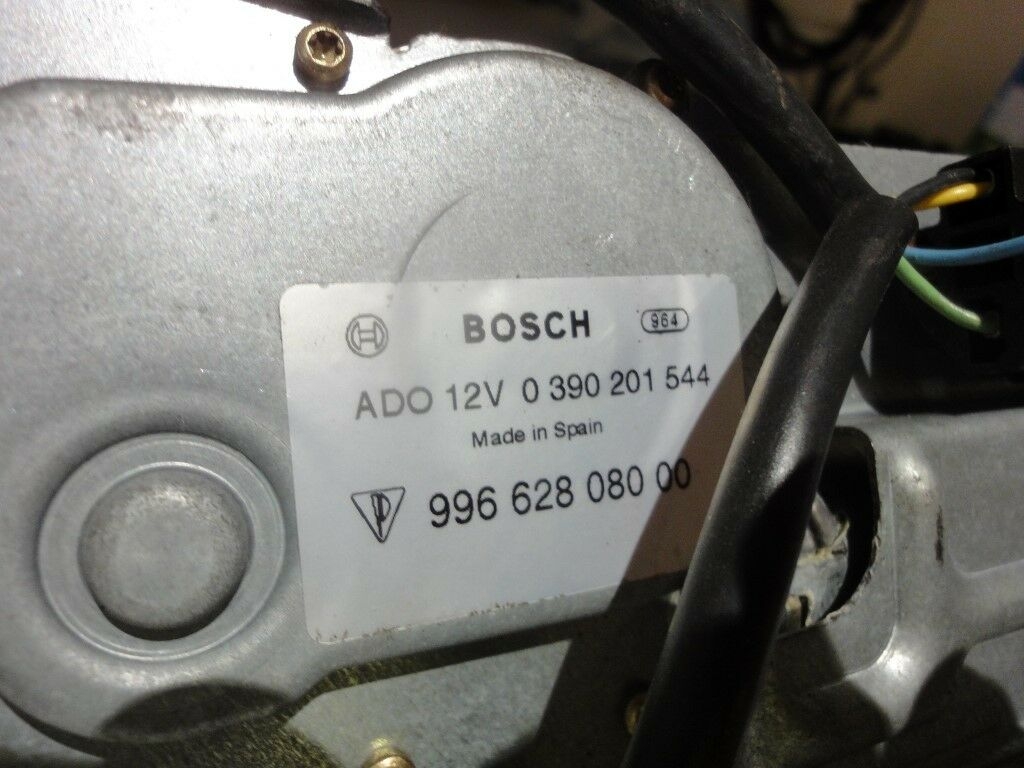 BOSCH 964
ADO 12V 0 390 201 544
Made in Spain
996 628 080 00